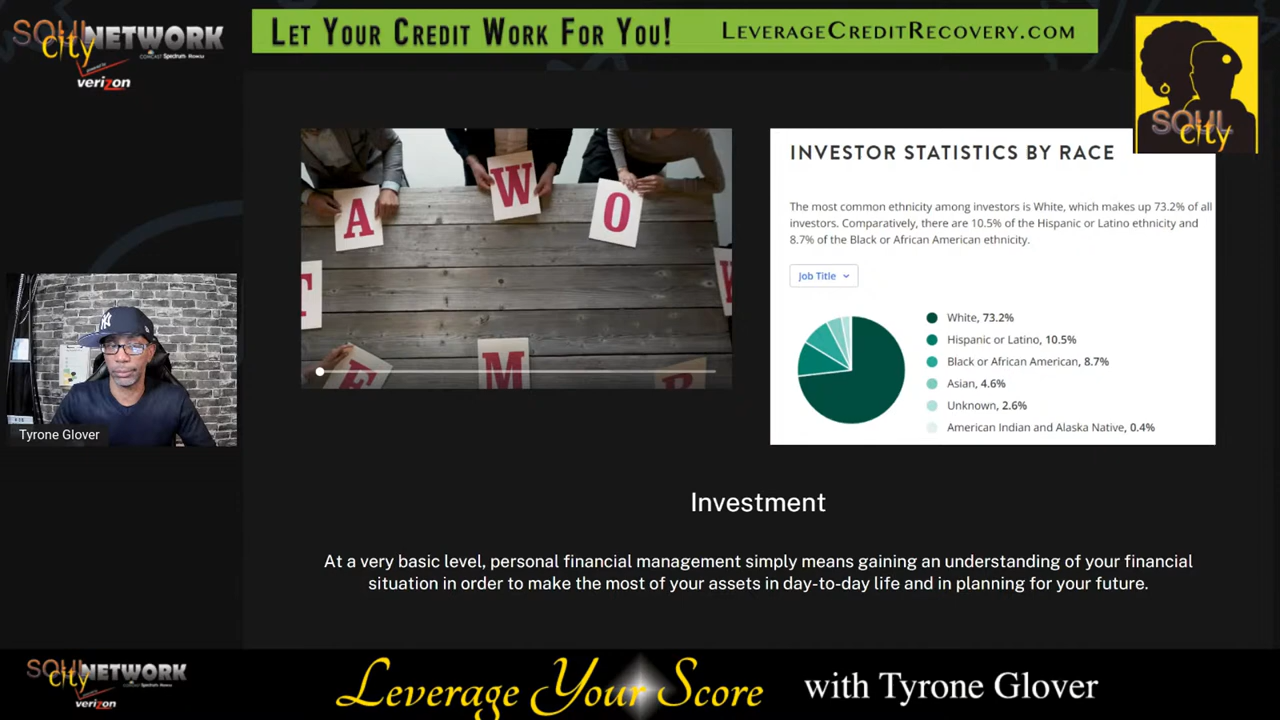 SOUL city NETWORK
powered by
COMCAST Spectrum
verizon
LET YOUR CREDIT WORK FOR YOU!
LEVERAGECREDITRECOVERY.COM
SOUL
city
A
W
O
E
M
INVESTOR STATISTICS BY RACE
The most common ethnicity among investors is White, which makes up 73.2% of all
investors. Comparatively, there are 10.5% of the Hispanic or Latino ethnicity and
8.7% of the Black or African American ethnicity.
Job Title
White, 73.2%
Hispanic or Latino, 10.5%
Black or African American, 8.7%
Asian, 4.6%
Unknown, 2.6%
American Indian and Alaska Native, 0.4%
Tyrone Glover
Investment
At a very basic level, personal financial management simply means gaining an understanding of your financial
situation in order to make the most of your assets in day-to-day life and in planning for your future.
SOUL city NETWORK
verizon
Leverage Your Score
with Tyrone Glover